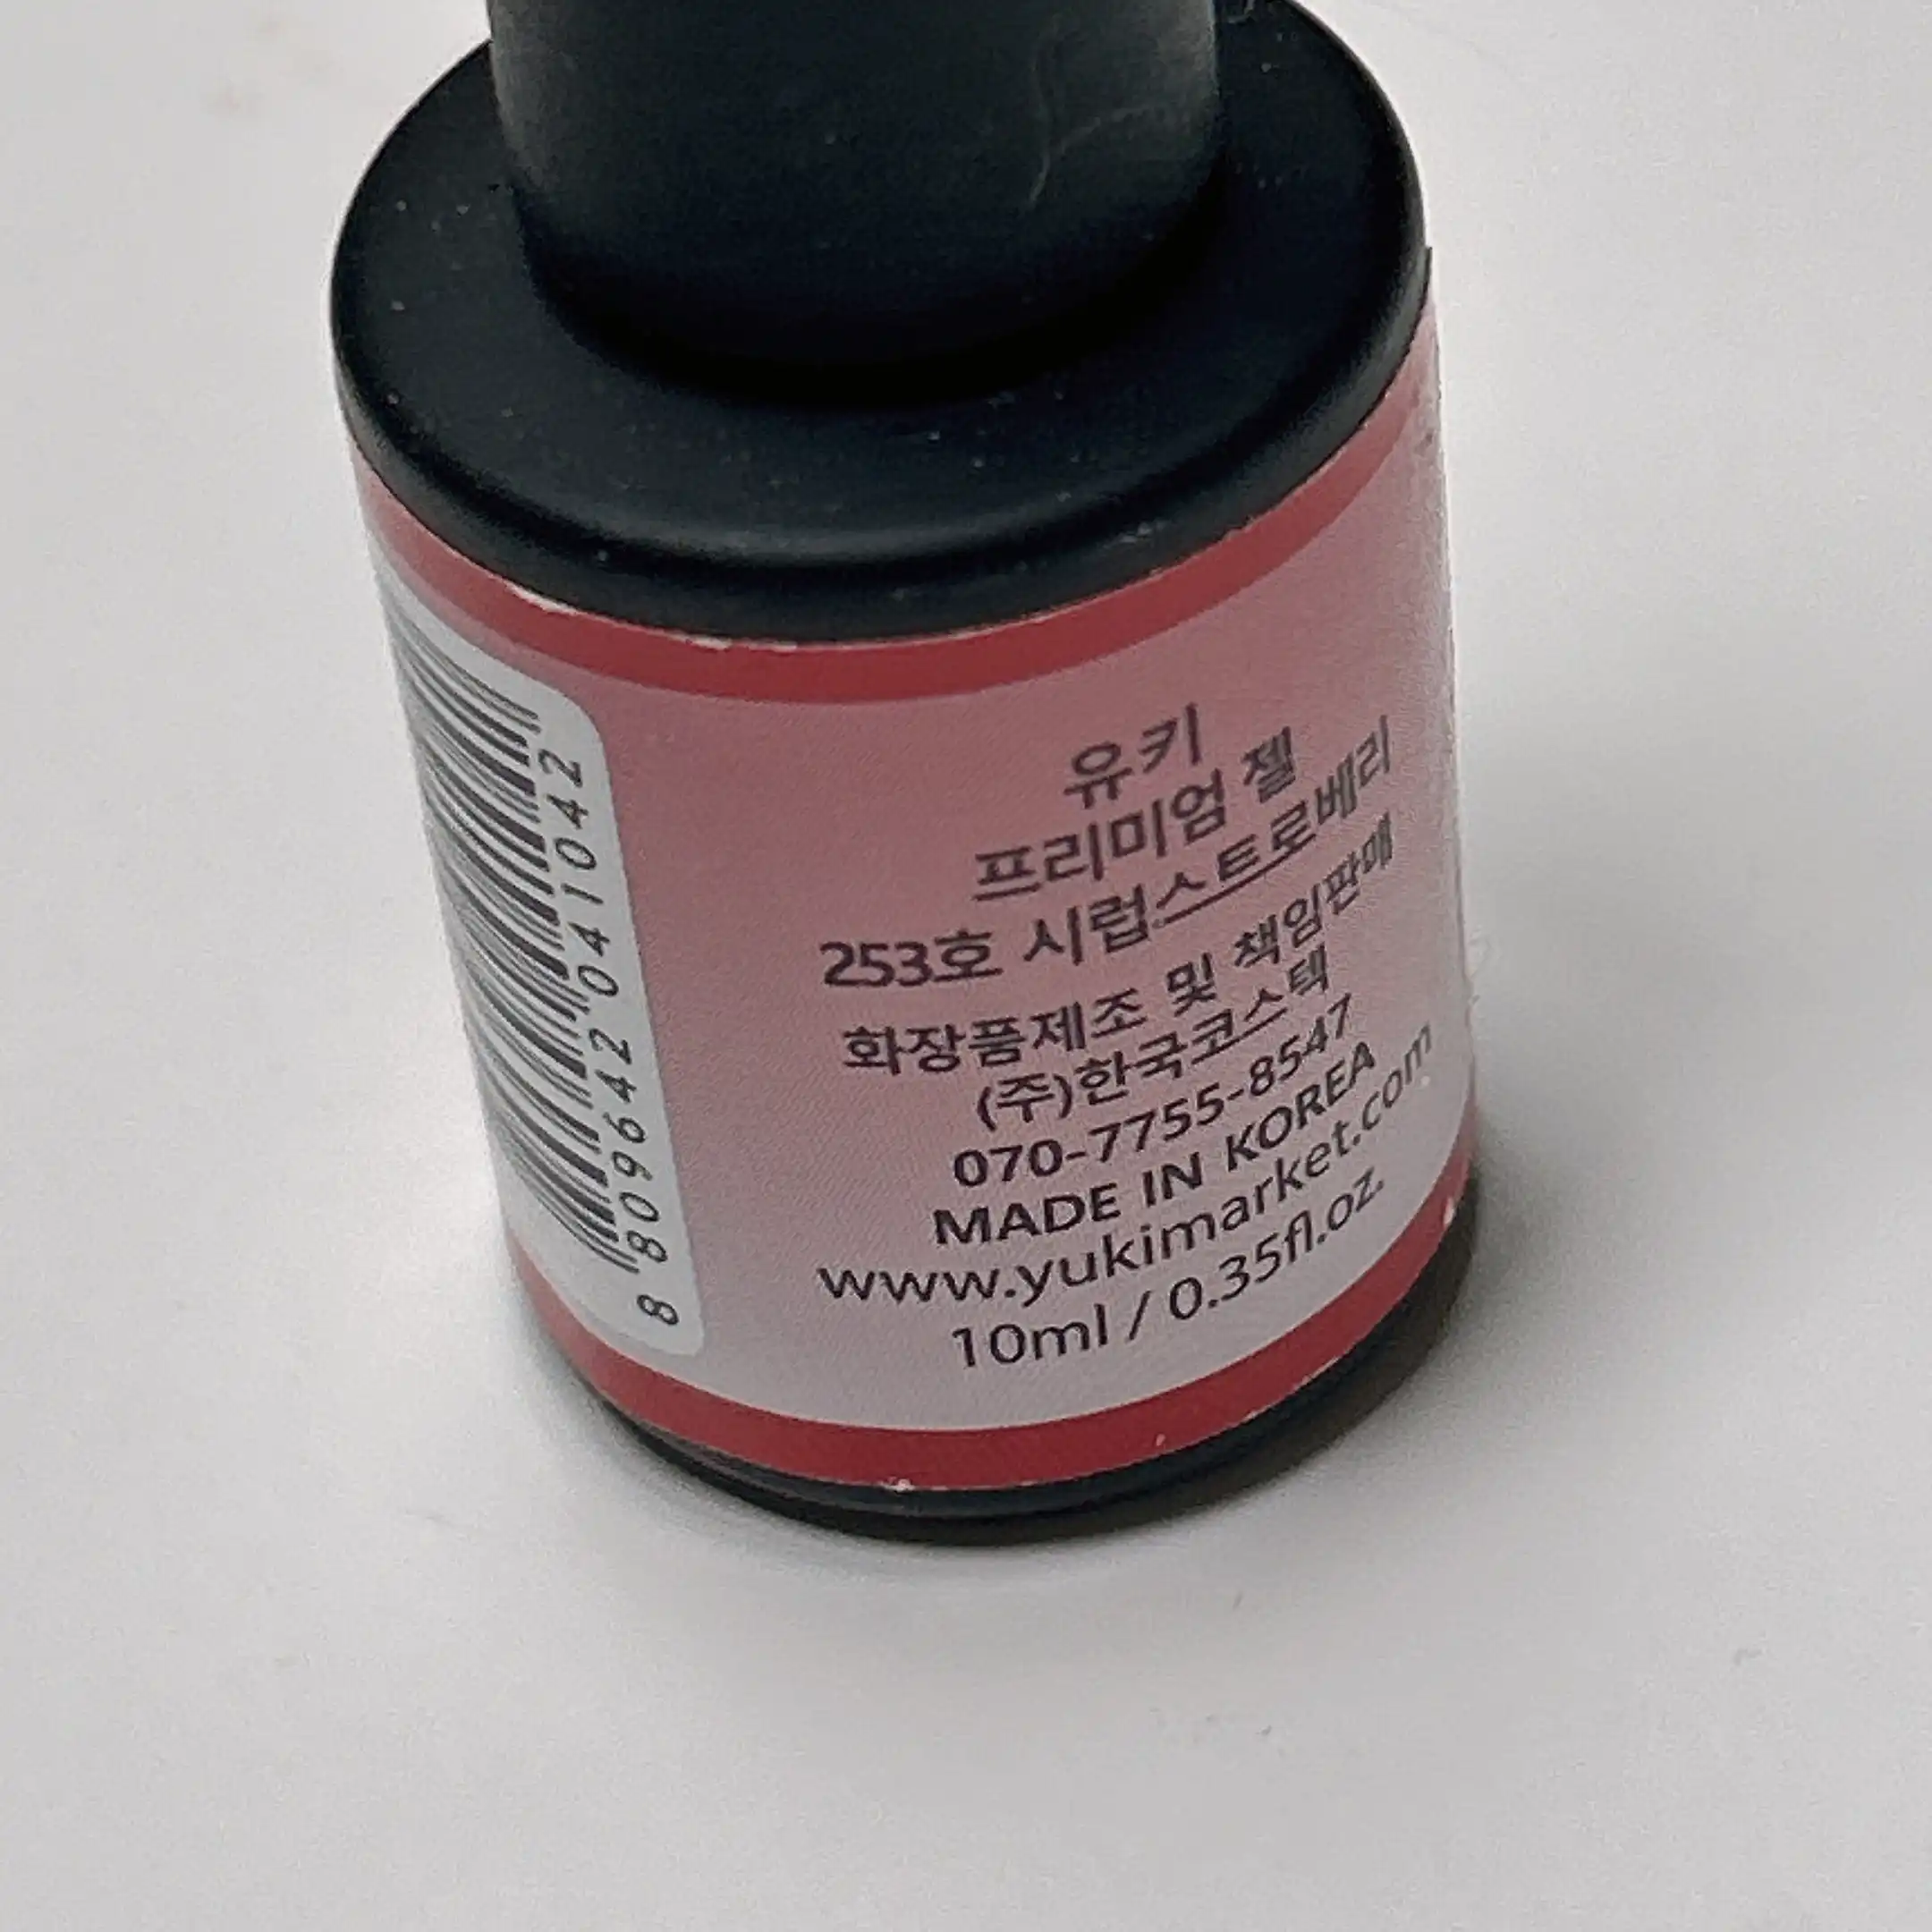 유키
프리미엄 젤
253호 시럽스트로베리
화장품제조 및 책임판매
(주)한국코스텍
070-7755-8547
MADE IN KOREA
www.yukimarket.com
10ml / 0.35fl.oz.
8 809642 041042